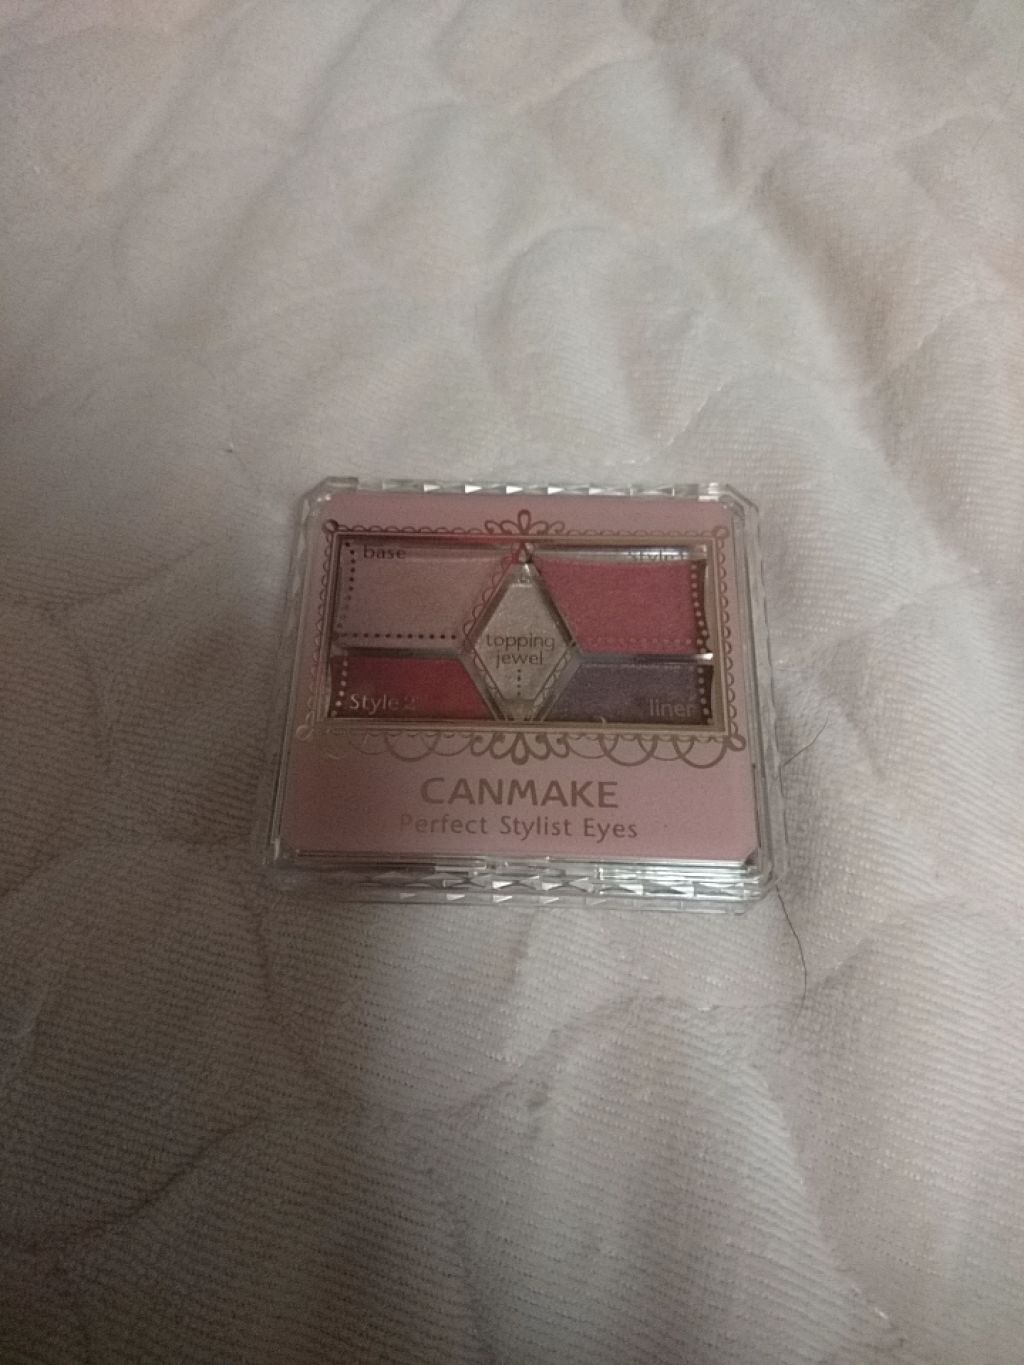 base
topping
jewel
Style 2
liner
CANMAKE
Perfect Stylist Eyes